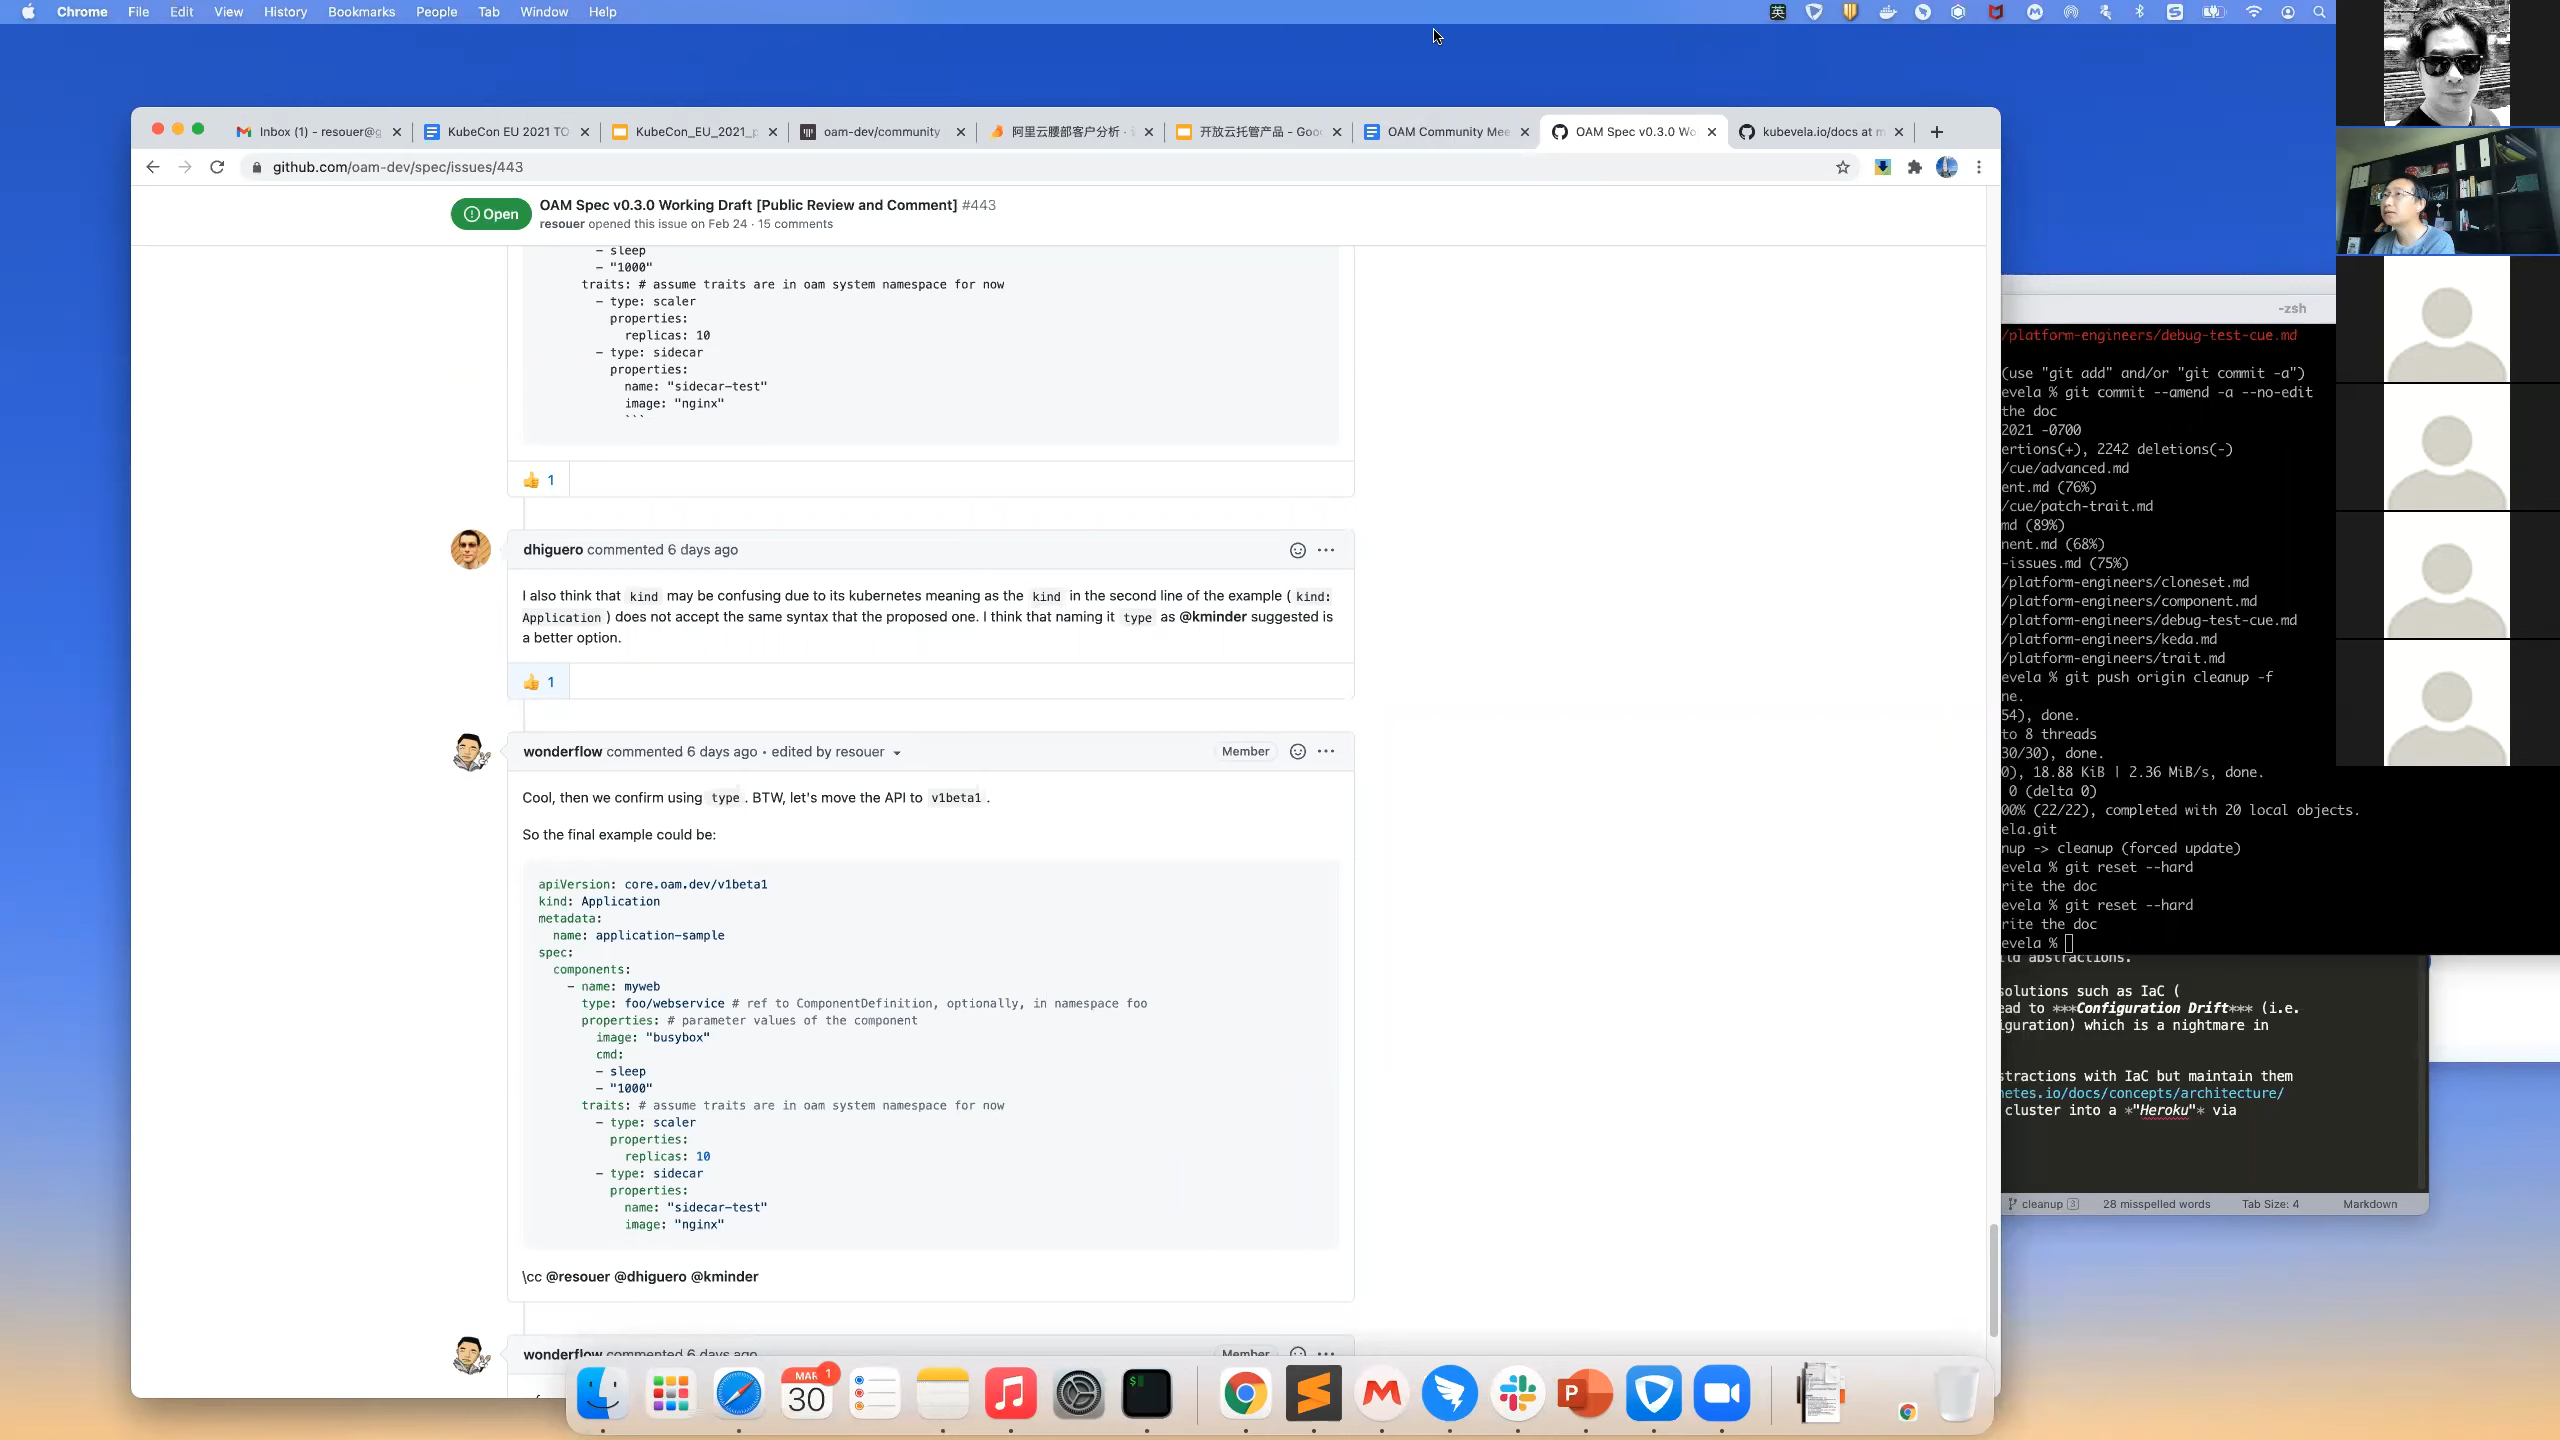 Chrome File Edit View History Bookmarks People Tab Window Help
英
Inbox (1) - resouer@g
KubeCon EU 2021 TO
KubeCon_EU_2021_p
oam-dev/community
阿里云腰部客户分析 ·
开放云托管产品 - Goo
OAM Community Mee
OAM Spec v0.3.0 Wo
kubevela.io/docs at m
github.com/oam-dev/spec/issues/443
Open
OAM Spec v0.3.0 Working Draft [Public Review and Comment] #443
resouer opened this issue on Feb 24 · 15 comments
- sleep
- "1000"
traits: # assume traits are in oam system namespace for now
- type: scaler
properties:
replicas: 10
- type: sidecar
properties:
name: "sidecar-test"
image: "nginx"
```
👍 1
dhiguero commented 6 days ago
I also think that kind may be confusing due to its kubernetes meaning as the kind in the second line of the example ( kind:
Application ) does not accept the same syntax that the proposed one. I think that naming it type as @kminder suggested is
a better option.
👍 1
wonderflow commented 6 days ago • edited by resouer
Member
Cool, then we confirm using type . BTW, let's move the API to v1beta1 .
So the final example could be:
apiVersion: core.oam.dev/v1beta1
kind: Application
metadata:
name: application-sample
spec:
components:
- name: myweb
type: foo/webservice # ref to ComponentDefinition, optionally, in namespace foo
properties: # parameter values of the component
image: "busybox"
cmd:
- sleep
- "1000"
traits: # assume traits are in oam system namespace for now
- type: scaler
properties:
replicas: 10
- type: sidecar
properties:
name: "sidecar-test"
image: "nginx"
\cc @resouer @dhiguero @kminder
wonderflow commented 6 days ago
Member
-zsh
/platform-engineers/debug-test-cue.md
(use "git add" and/or "git commit -a")
evela % git commit --amend -a --no-edit
the doc
2021 -0700
ertions(+), 2242 deletions(-)
/cue/advanced.md
ent.md (76%)
/cue/patch-trait.md
md (89%)
nent.md (68%)
-issues.md (75%)
/platform-engineers/cloneset.md
/platform-engineers/component.md
/platform-engineers/debug-test-cue.md
/platform-engineers/keda.md
/platform-engineers/trait.md
evela % git push origin cleanup -f
ne.
54), done.
to 8 threads
30/30), done.
0), 18.88 KiB | 2.36 MiB/s, done.
0 (delta 0)
00% (22/22), completed with 20 local objects.
ela.git
nup -> cleanup (forced update)
evela % git reset --hard
rite the doc
evela % git reset --hard
rite the doc
evela %
ld abstractions.
solutions such as IaC (
ead to ***Configuration Drift*** (i.e.
iguration) which is a nightmare in
stractions with IaC but maintain them
netes.io/docs/concepts/architecture/
cluster into a *"Heroku"* via
cleanup 3 28 misspelled words Tab Size: 4 Markdown
MAR 1
30
$
P